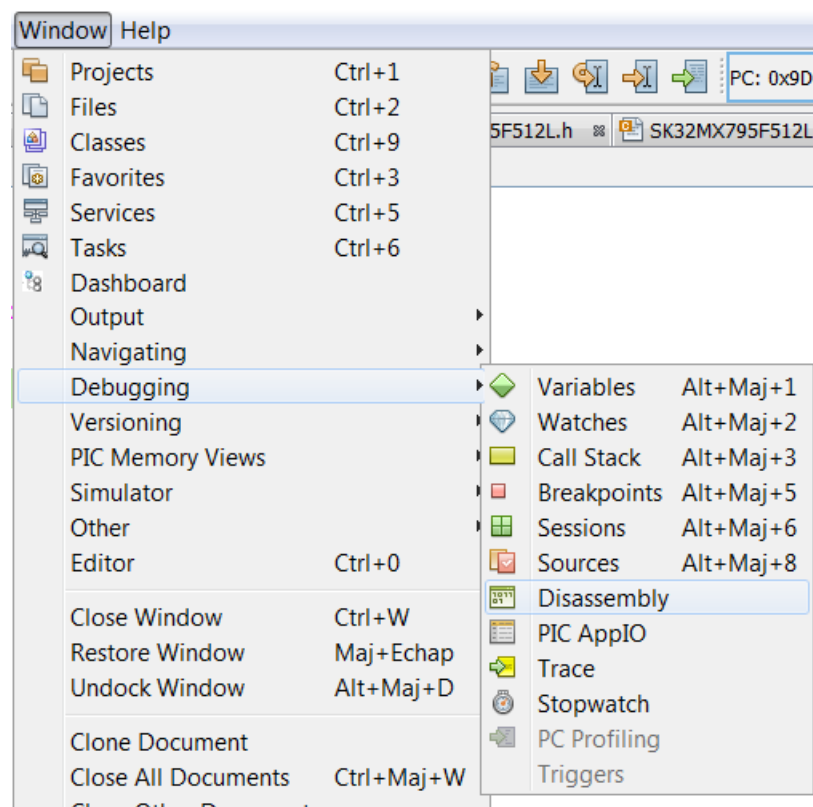 Window Help
Projects Ctrl+1
Files Ctrl+2
Classes Ctrl+9
Favorites Ctrl+3
Services Ctrl+5
Tasks Ctrl+6
Dashboard
Output
Navigating
Debugging
Versioning
PIC Memory Views
Simulator
Other
Editor Ctrl+0
Close Window Ctrl+W
Restore Window Maj+Echap
Undock Window Alt+Maj+D
Clone Document
Close All Documents Ctrl+Maj+W
PC: 0x9D
5F512L.h SK32MX795F512L
Variables Alt+Maj+1
Watches Alt+Maj+2
Call Stack Alt+Maj+3
Breakpoints Alt+Maj+5
Sessions Alt+Maj+6
Sources Alt+Maj+8
Disassembly
PIC AppIO
Trace
Stopwatch
PC Profiling
Triggers